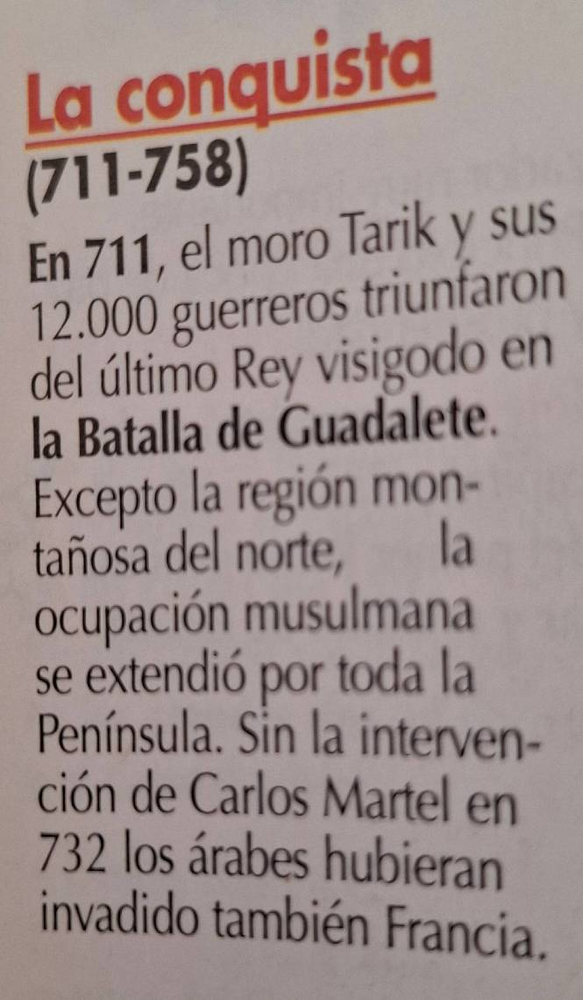 La conquista
(711-758)
En 711, el moro Tarik y sus
12.000 guerreros triunfaron
del último Rey visigodo en
la Batalla de Guadalete.
Excepto la región mon-
tañosa del norte, la
ocupación musulmana
se extendió por toda la
Península. Sin la interven-
ción de Carlos Martel en
732 los árabes hubieran
invadido también Francia.